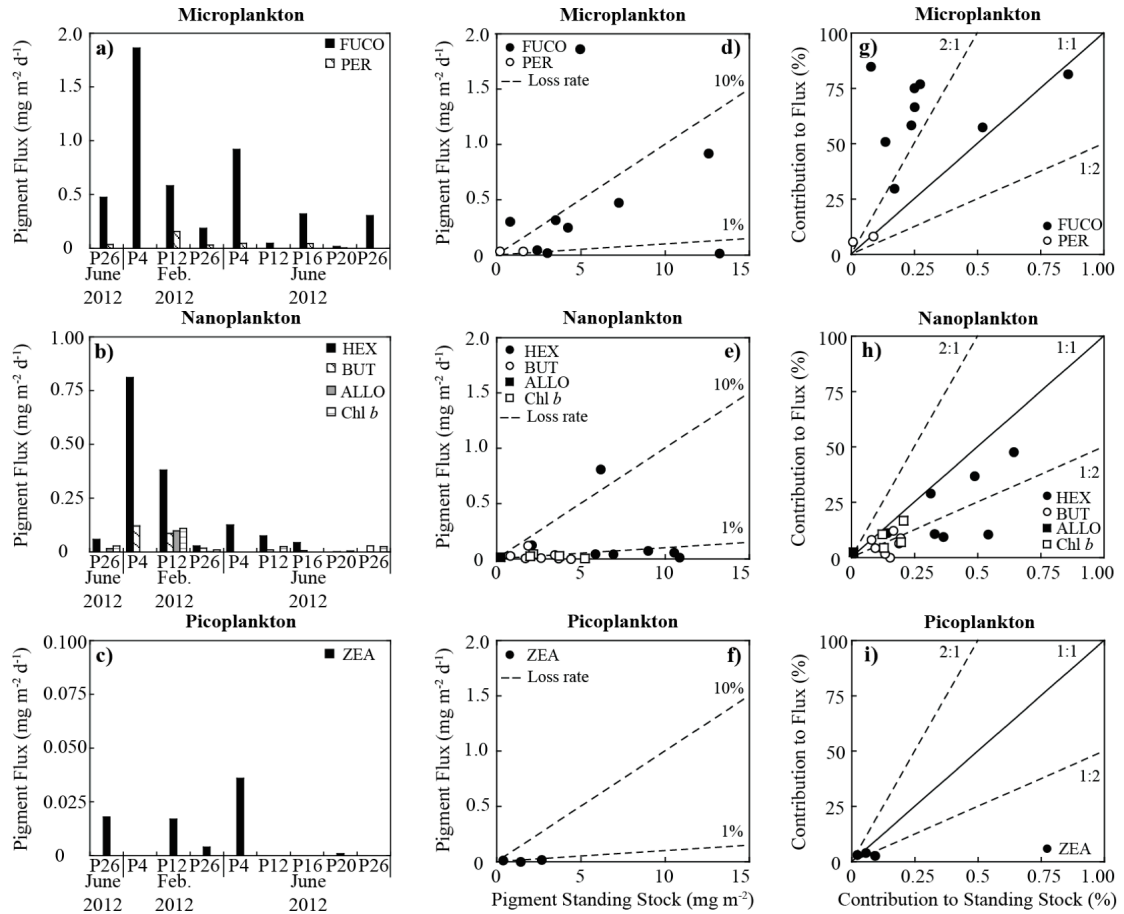 Microplankton
a)
FUCO
PER
Pigment Flux (mg m-2 d-1)
2.0
1.5
1.0
0.5
0
P26 P4 P12 P26 P4 P12 P16 P20 P26
June Feb. June
2012 2012 2012
Microplankton
d)
FUCO
PER
Loss rate
10%
1%
Pigment Flux (mg m-2 d-1)
2.0
1.5
1.0
0.5
0
0 5 10 15
Microplankton
g)
2:1
1:1
1:2
FUCO
PER
Contribution to Flux (%)
100
75
50
25
0
0 0.25 0.5 0.75 1.00
Nanoplankton
b)
HEX
BUT
ALLO
Chl b
Pigment Flux (mg m-2 d-1)
1.00
0.75
0.50
0.25
0
P26 P4 P12 P26 P4 P12 P16 P20 P26
June Feb. June
2012 2012 2012
Nanoplankton
e)
HEX
BUT
ALLO
Chl b
Loss rate
10%
1%
Pigment Flux (mg m-2 d-1)
2.0
1.5
1.0
0.5
0
0 5 10 15
Nanoplankton
h)
2:1
1:1
1:2
HEX
BUT
ALLO
Chl b
Contribution to Flux (%)
100
75
50
25
0
0 0.25 0.5 0.75 1.00
Picoplankton
c)
ZEA
Pigment Flux (mg m-2 d-1)
0.100
0.075
0.050
0.025
0
P26 P4 P12 P26 P4 P12 P16 P20 P26
June Feb. June
2012 2012 2012
Picoplankton
f)
ZEA
Loss rate
10%
1%
Pigment Flux (mg m-2 d-1)
2.0
1.5
1.0
0.5
0
0 5 10 15
Pigment Standing Stock (mg m-2)
Picoplankton
i)
2:1
1:1
1:2
ZEA
Contribution to Flux (%)
100
75
50
25
0
0 0.25 0.5 0.75 1.00
Contribution to Standing Stock (%)